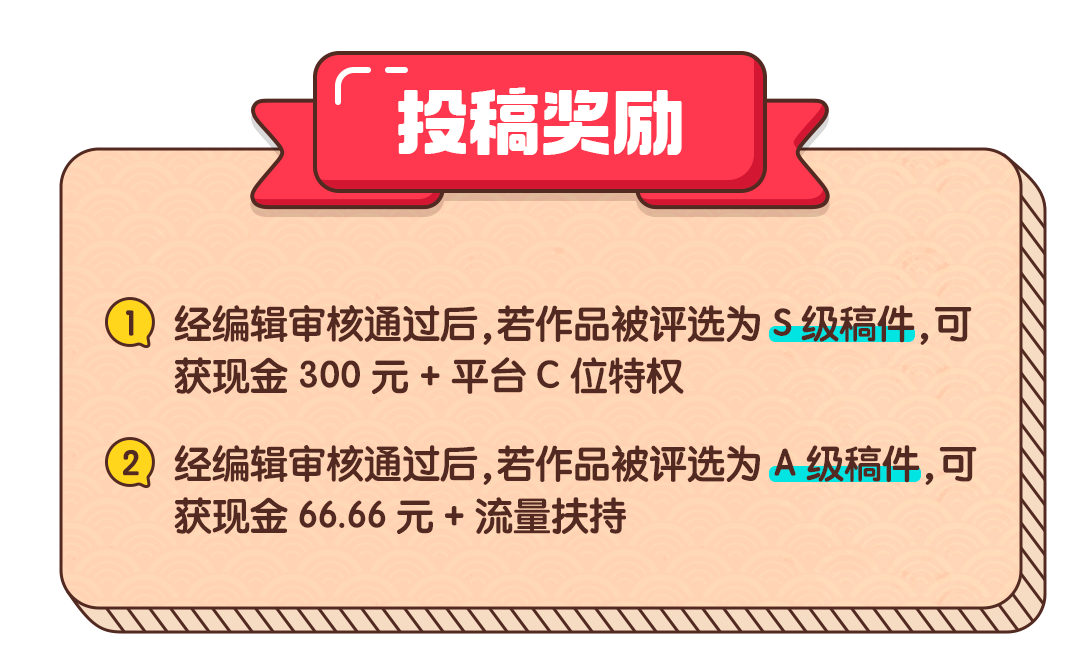 投稿奖励
1 经编辑审核通过后,若作品被评选为 S 级稿件,可
获现金 300 元 + 平台 C 位特权
2 经编辑审核通过后,若作品被评选为 A 级稿件,可
获现金 66.66 元 + 流量扶持